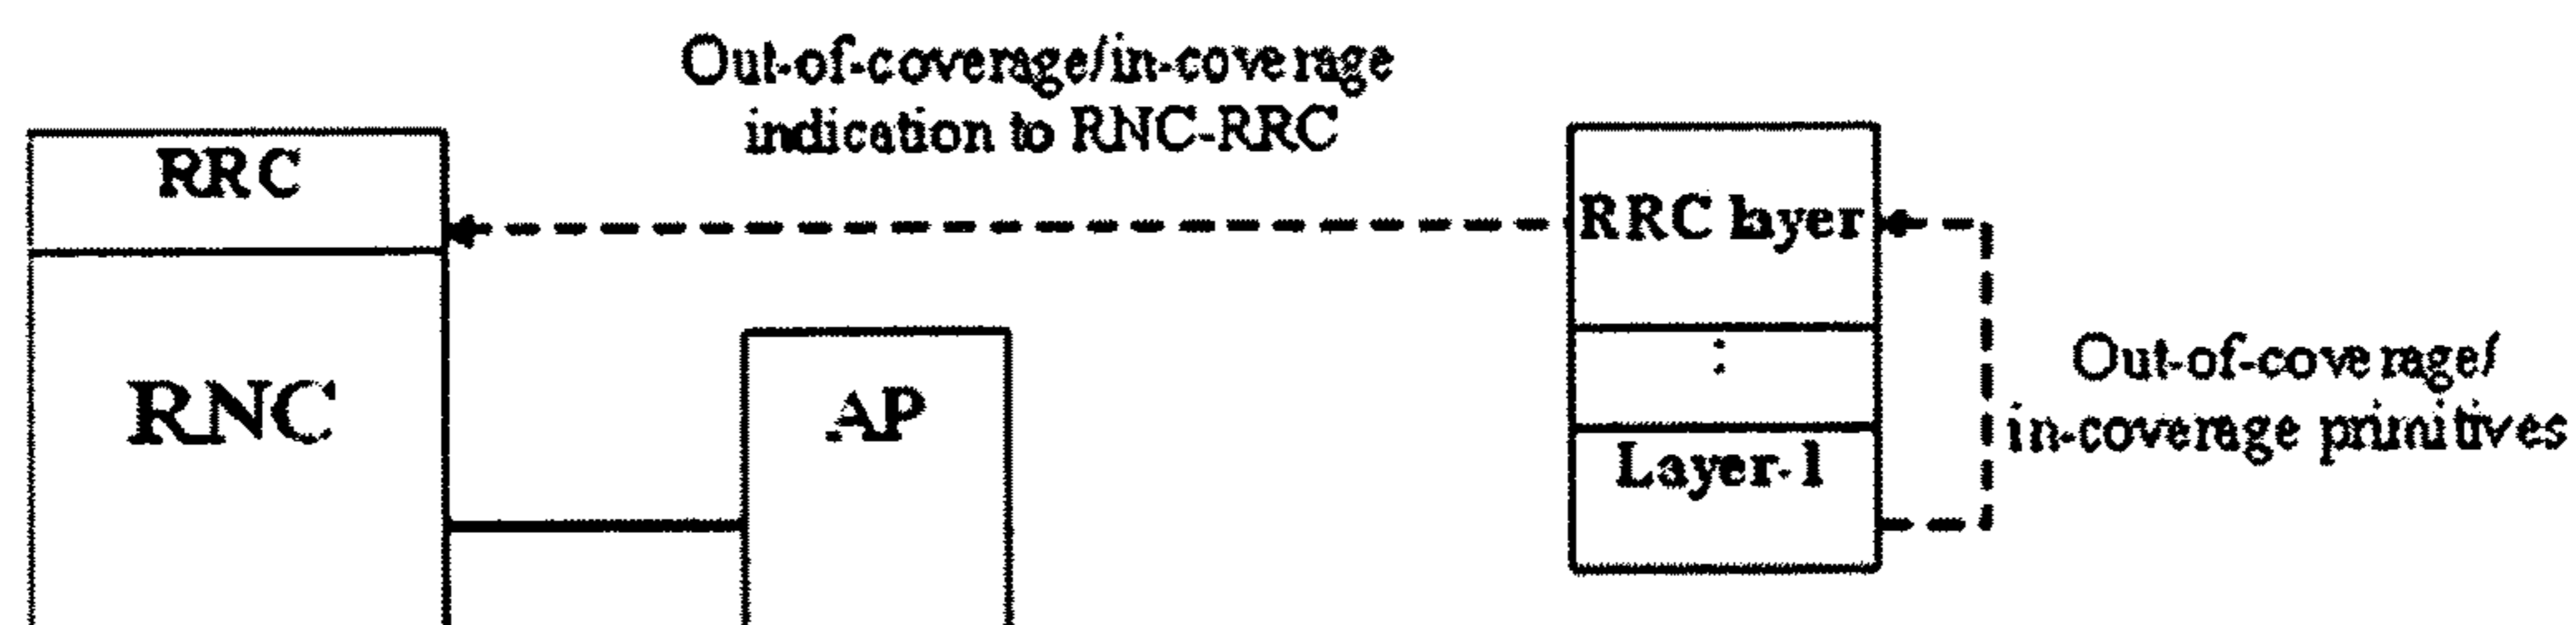 Out-of-coverage/in-coverage
indication to RNC-RRC
RRC
RRC layer
RNC
AP
:
Layer-1
Out-of-coverage/
in-coverage primitives